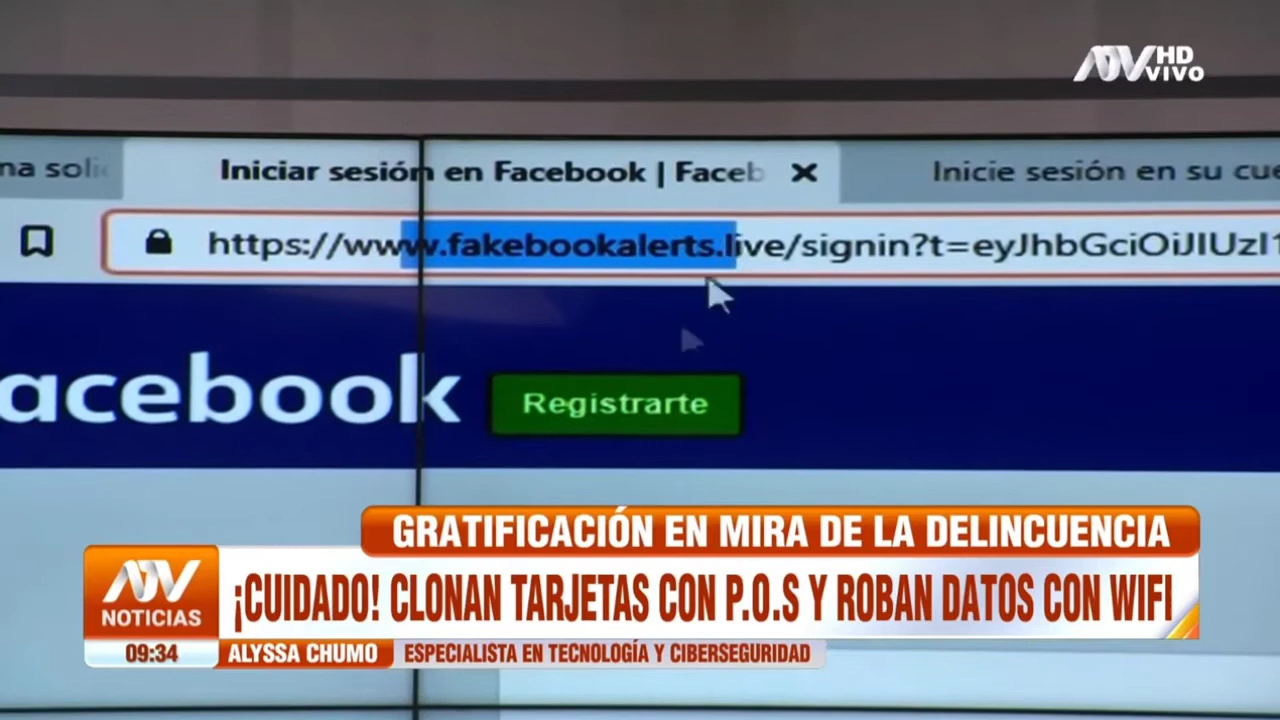 ATV HD
VIVO
na solic
Iniciar sesión en Facebook | Faceb
Inicie sesión en su cue
https://www.fakebookalerts.live/signin?t=eyJhbGciOiJIUzI1
acebook
Registrarte
GRATIFICACIÓN EN MIRA DE LA DELINCUENCIA
ATV
NOTICIAS
¡CUIDADO! CLONAN TARJETAS CON P.O.S Y ROBAN DATOS CON WIFI
09:34
ALYSSA CHUMO
ESPECIALISTA EN TECNOLOGÍA Y CIBERSEGURIDAD